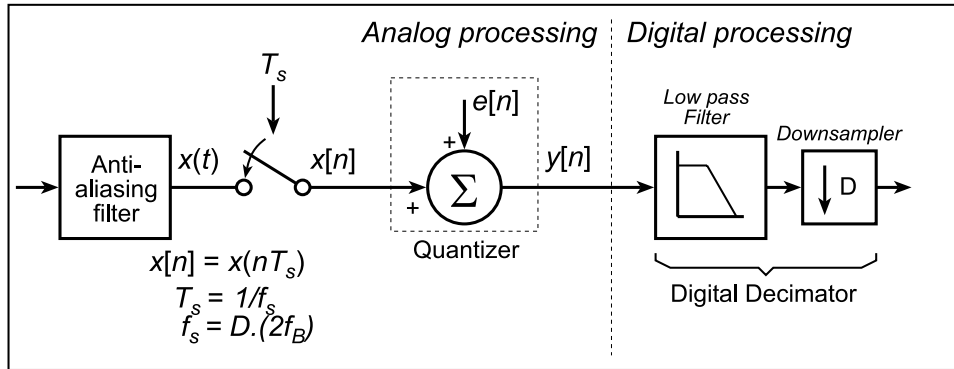 Analog processing
Digital processing
T_s
e[n]
+
Low pass
Filter
Downsampler
Anti-
aliasing
filter
x(t)
x[n]
+
Σ
y[n]
D
Quantizer
x[n] = x(nT_s)
T_s = 1/f_s
f_s = D.(2f_B)
Digital Decimator